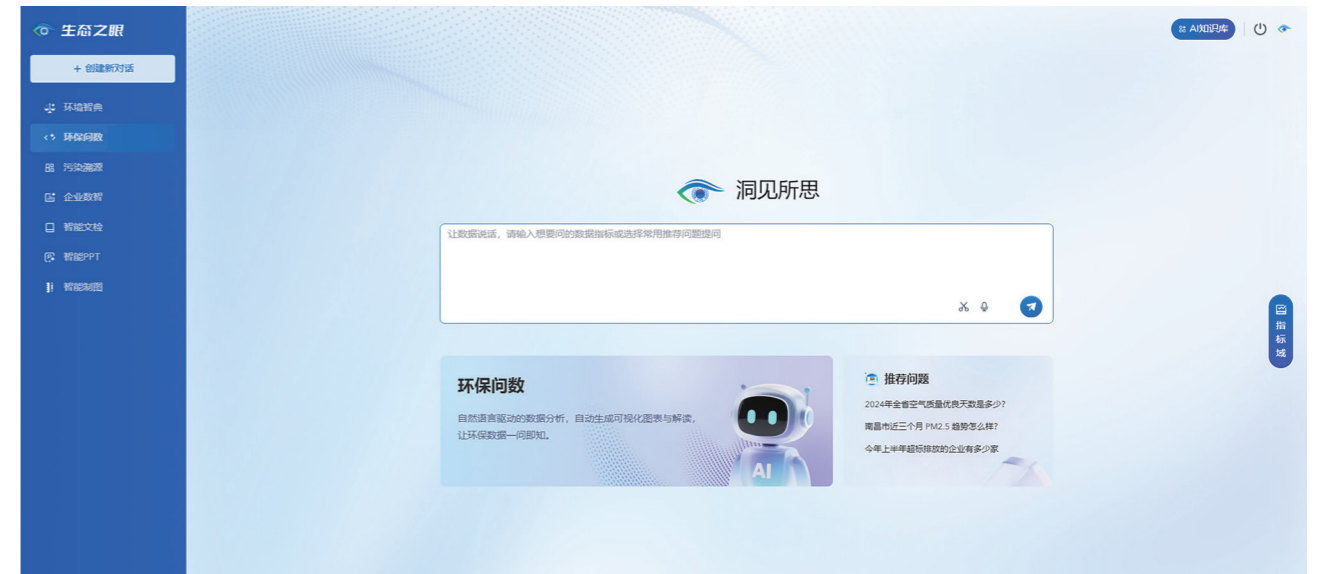 生态之眼
+ 创建新对话
环境智典
环保问数
污染溯源
企业数智
智能文检
智能PPT
智能制图
AI知识库
洞见所思
让数据说话，请输入想要问的数据指标或选择常用推荐问题提问
环保问数
自然语言驱动的数据分析，自动生成可视化图表与解读，
让环保数据一问即知。
AI
推荐问题
2024年全省空气质量优良天数是多少?
南昌市近三个月 PM2.5 趋势怎么样?
今年上半年超标排放的企业有多少家
指标域